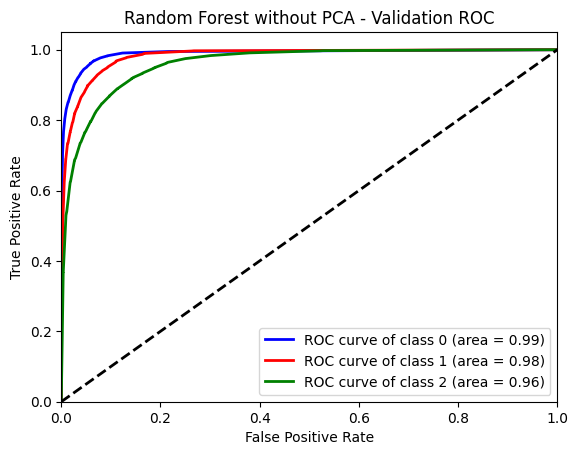 Random Forest without PCA - Validation ROC
True Positive Rate
1.0
0.8
0.6
0.4
0.2
0.0
ROC curve of class 0 (area = 0.99)
ROC curve of class 1 (area = 0.98)
ROC curve of class 2 (area = 0.96)
0.0 0.2 0.4 0.6 0.8 1.0
False Positive Rate